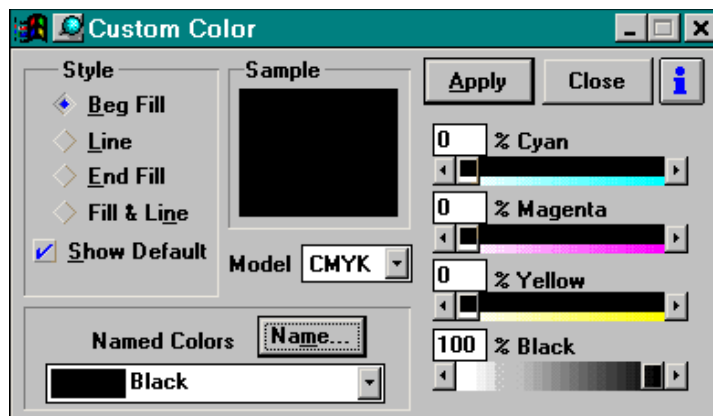 Custom Color
Style
Beg Fill
Line
End Fill
Fill & Line
Show Default
Sample
Model CMYK
Apply
Close
i
0 % Cyan
0 % Magenta
0 % Yellow
100 % Black
Named Colors
Name...
Black